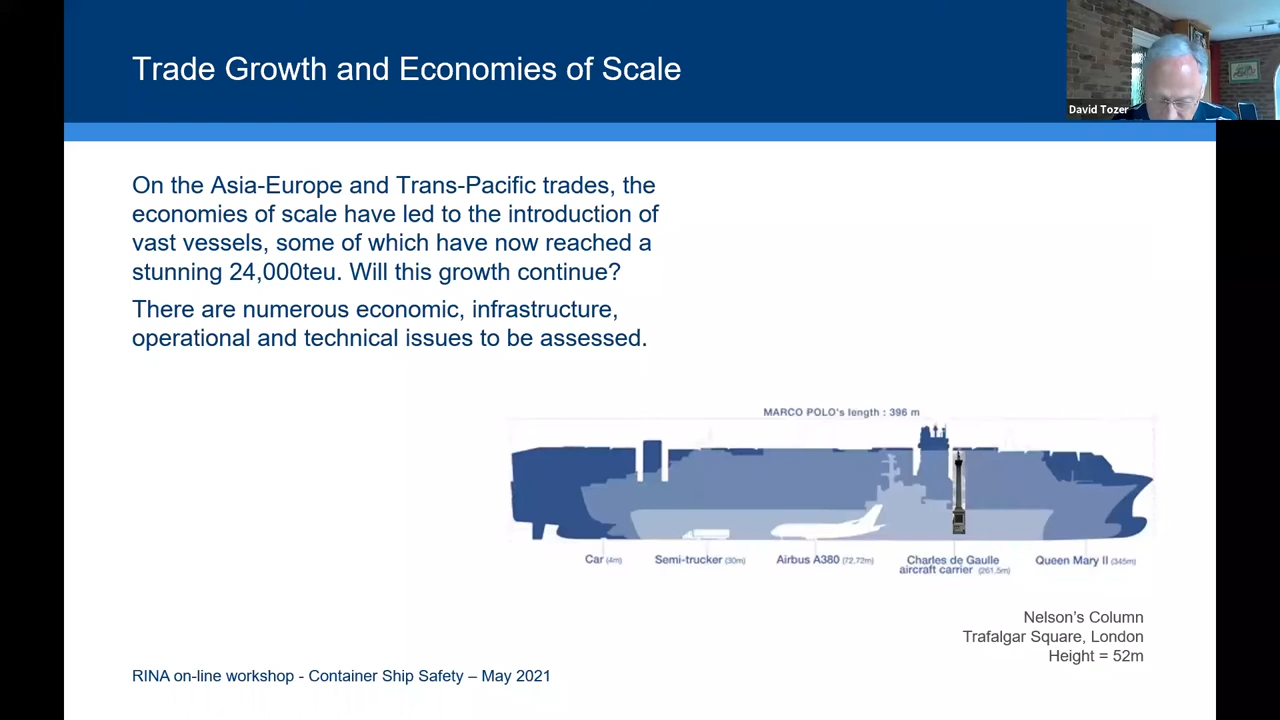 Trade Growth and Economies of Scale
David Tozer
On the Asia-Europe and Trans-Pacific trades, the
economies of scale have led to the introduction of
vast vessels, some of which have now reached a
stunning 24,000teu. Will this growth continue?
There are numerous economic, infrastructure,
operational and technical issues to be assessed.
MARCO POLO's length : 396 m
Car (4m) Semi-trucker (30m) Airbus A380 (72,72m) Charles de Gaulle aircraft carrier (261,5m) Queen Mary II (345m)
Nelson’s Column
Trafalgar Square, London
Height = 52m
RINA on-line workshop - Container Ship Safety – May 2021